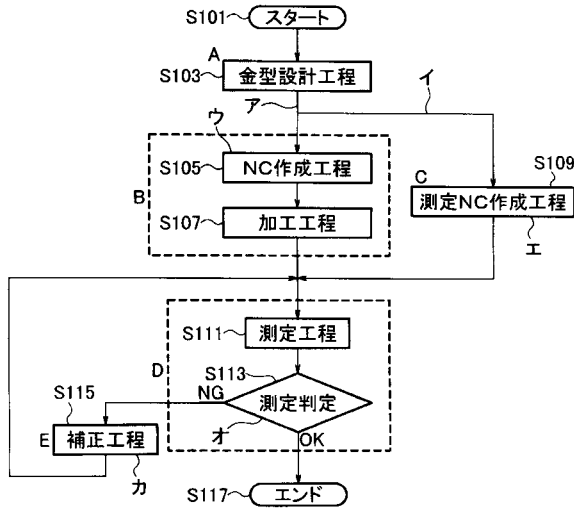 S101 スタート
A
S103 金型設計工程
ア
イ
ウ
S105 NC作成工程
B
S107 加工工程
C
S109
測定NC作成工程
エ
S111 測定工程
D
S113
NG
測定判定
オ
OK
S115
E 補正工程
カ
S117 エンド